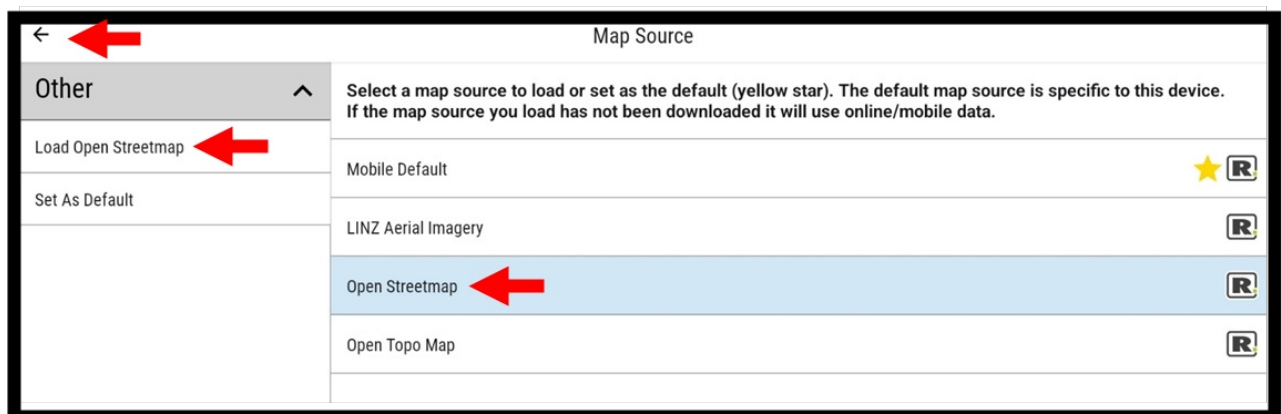 Map Source
Other
Load Open Streetmap
Set As Default
Select a map source to load or set as the default (yellow star). The default map source is specific to this device.
If the map source you load has not been downloaded it will use online/mobile data.
Mobile Default
R
LINZ Aerial Imagery
R
Open Streetmap
R
Open Topo Map
R